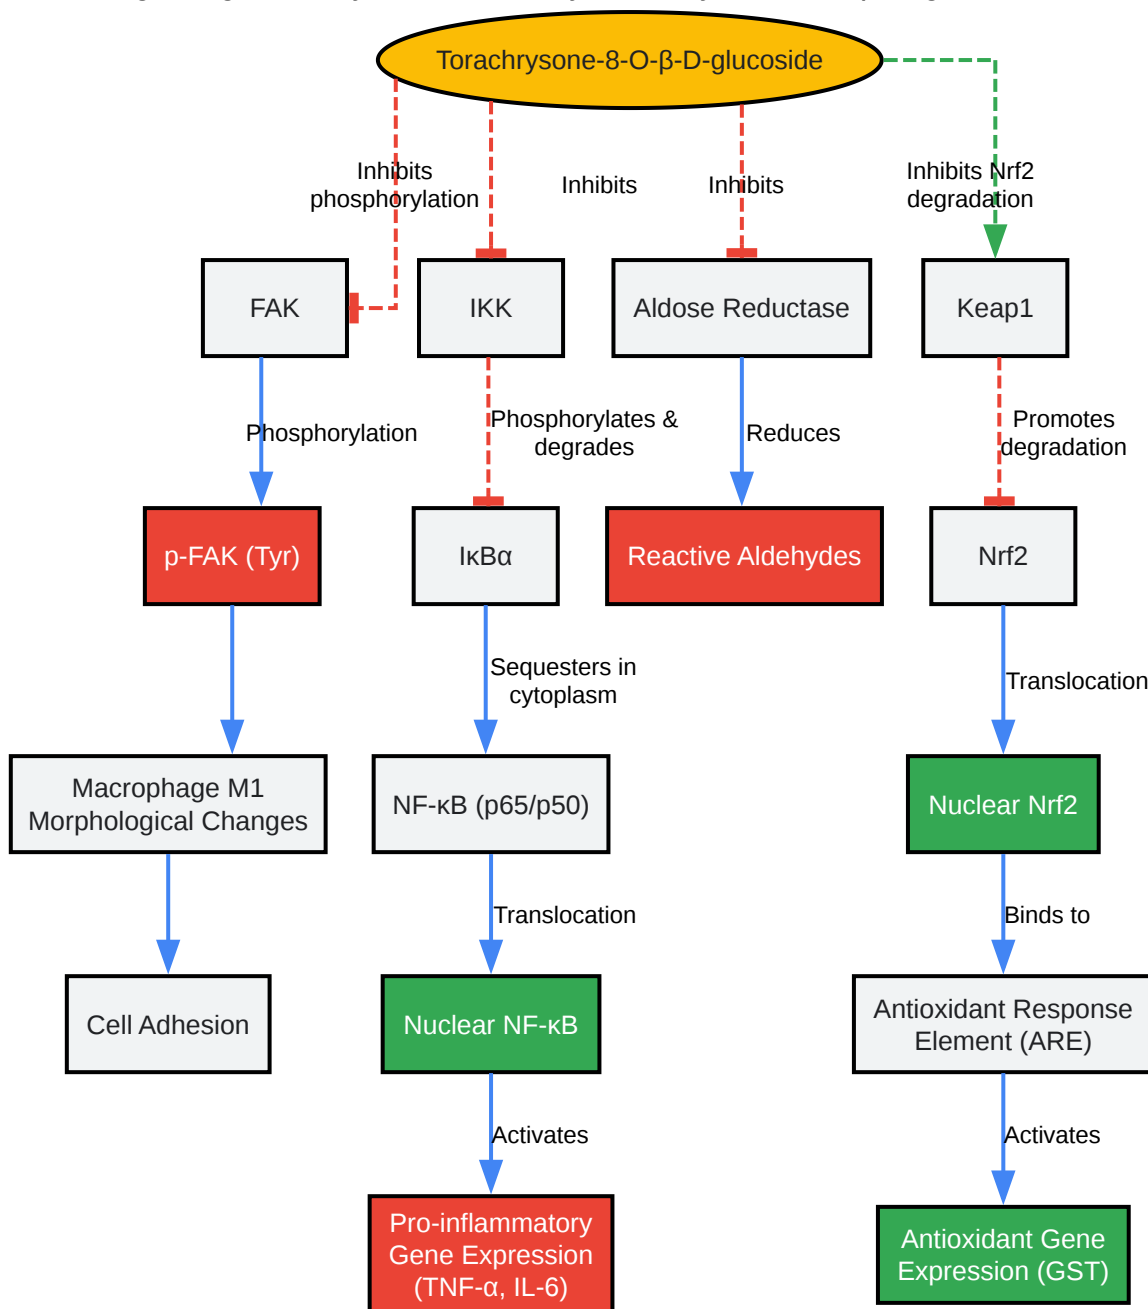 Torachrysone-8-O-β-D-glucoside
Inhibits
phosphorylation
Inhibits
Inhibits
Inhibits Nrf2
degradation
FAK
IKK
Aldose Reductase
Keap1
Phosphorylation
Phosphorylates &
degrades
Reduces
Promotes
degradation
p-FAK (Tyr)
IκBα
Reactive Aldehydes
Nrf2
Sequesters in
cytoplasm
Translocation
Macrophage M1
Morphological Changes
NF-κB (p65/p50)
Nuclear Nrf2
Translocation
Binds to
Cell Adhesion
Nuclear NF-κB
Antioxidant Response
Element (ARE)
Activates
Activates
Pro-inflammatory
Gene Expression
(TNF-α, IL-6)
Antioxidant Gene
Expression (GST)